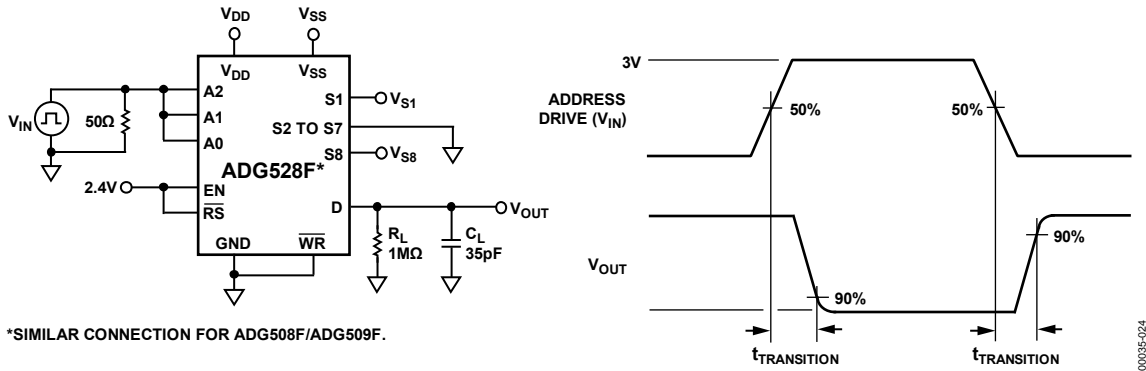 VDD
VSS
VDD
VSS
A2
A1
A0
VIN
50Ω
S1
VS1
S2 TO S7
S8
VS8
ADG528F*
2.4V
EN
RS
D
VOUT
GND
WR
RL
1MΩ
CL
35pF
*SIMILAR CONNECTION FOR ADG508F/ADG509F.
3V
ADDRESS
DRIVE (VIN)
50%
50%
VOUT
90%
90%
tTRANSITION
tTRANSITION
00035-024